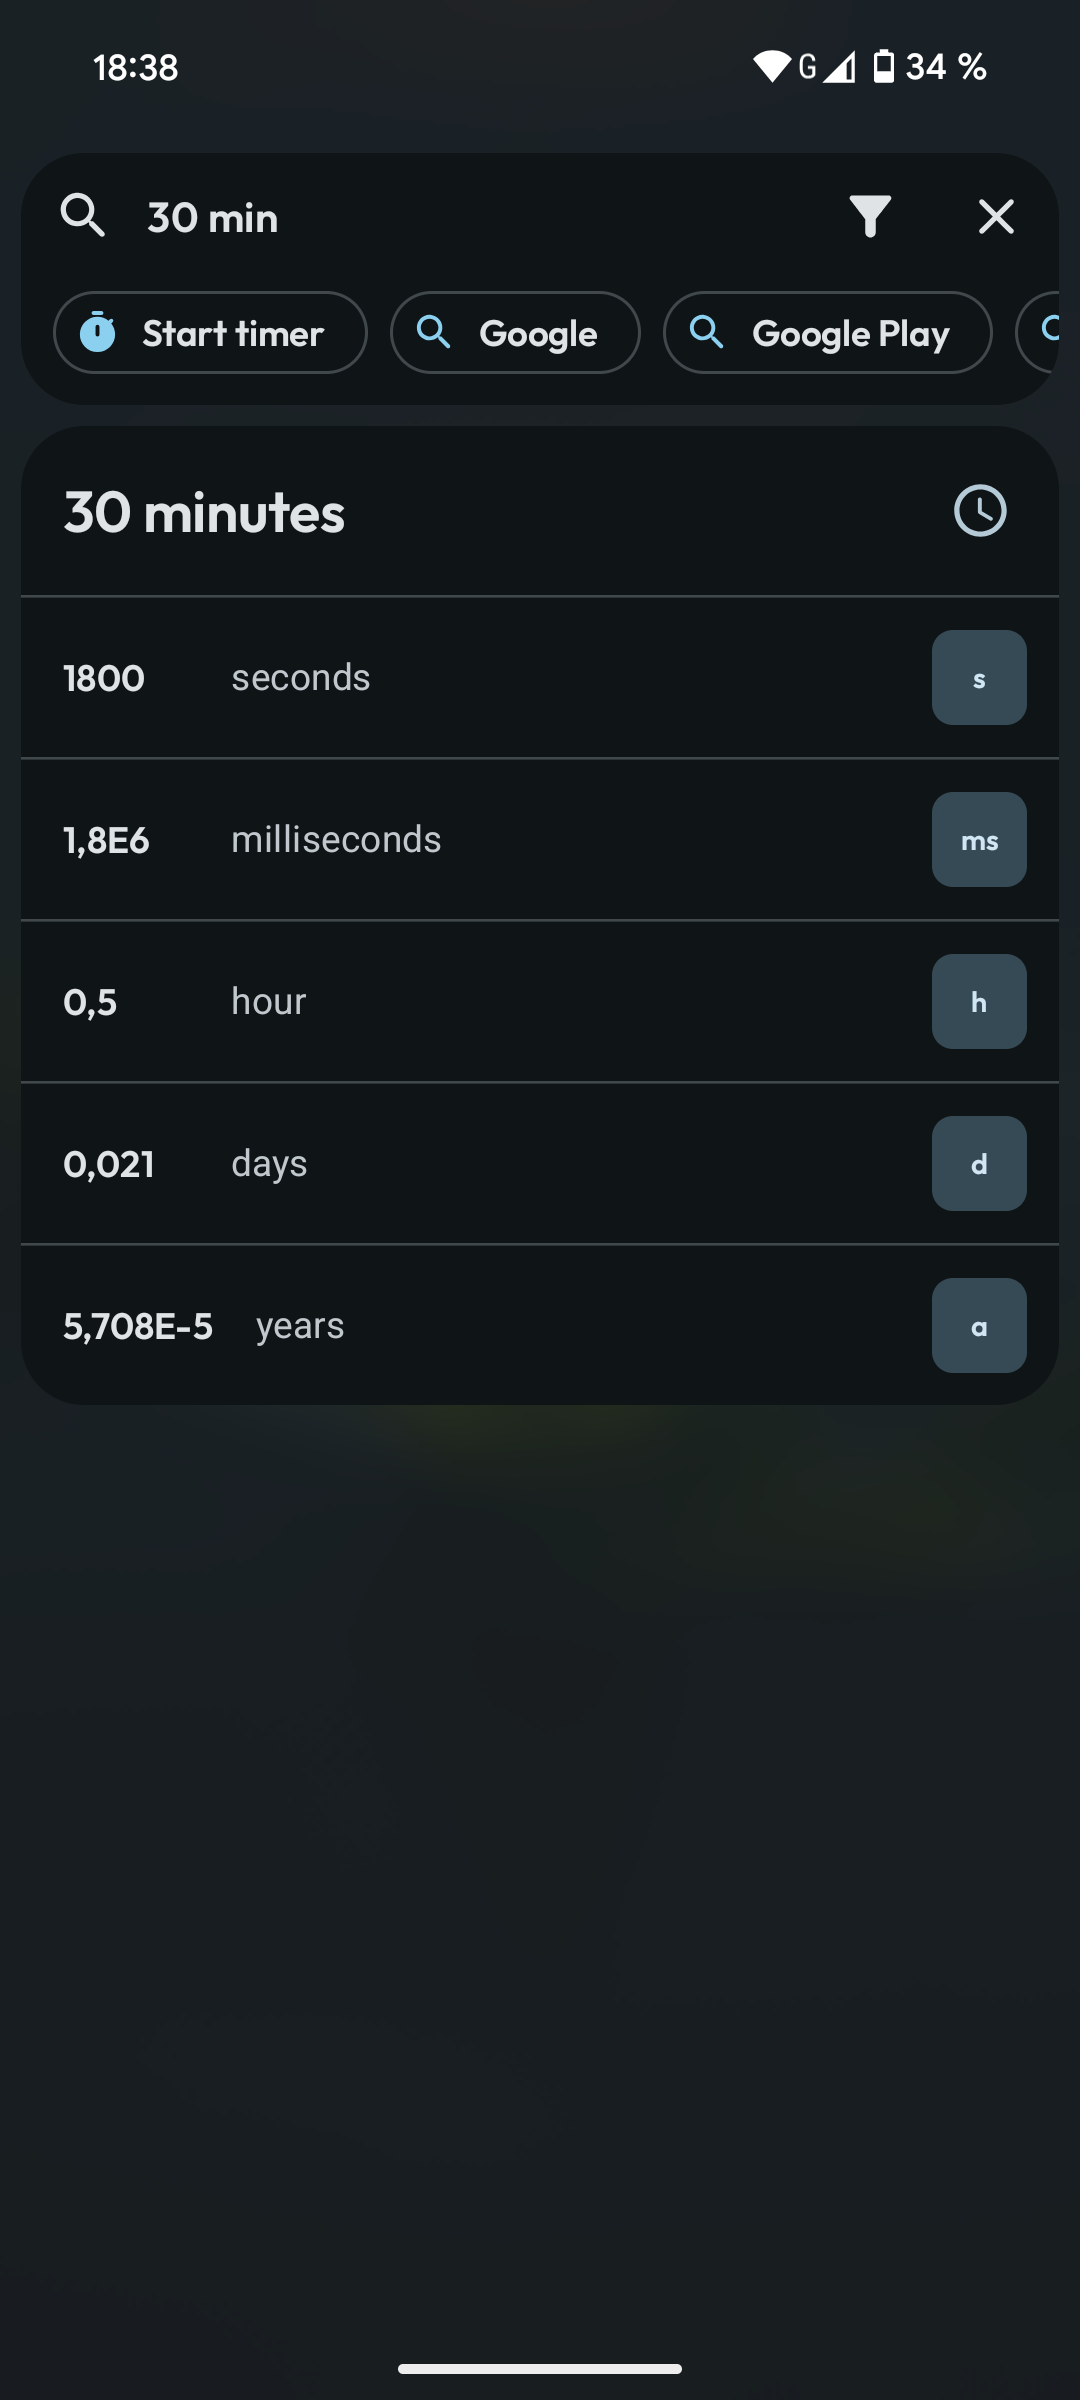 18:38 G 34 %
30 min
Start timer Google Google Play
30 minutes
1800 seconds s
1,8E6 milliseconds ms
0,5 hour h
0,021 days d
5,708E-5 years a